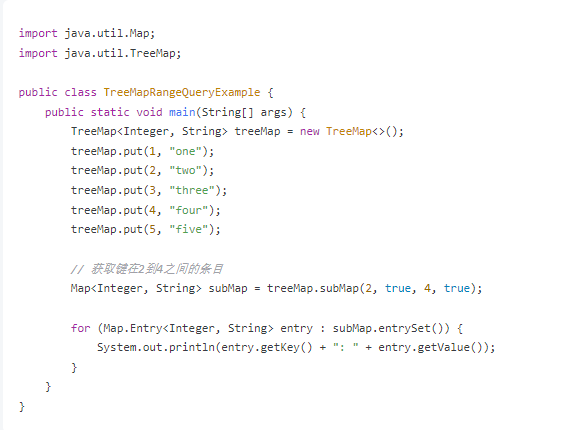 import java.util.Map;
import java.util.TreeMap;
public class TreeMapRangeQueryExample {
public static void main(String[] args) {
TreeMap<Integer, String> treeMap = new TreeMap<>();
treeMap.put(1, "one");
treeMap.put(2, "two");
treeMap.put(3, "three");
treeMap.put(4, "four");
treeMap.put(5, "five");
// 获取键在2到4之间的条目
Map<Integer, String> subMap = treeMap.subMap(2, true, 4, true);
for (Map.Entry<Integer, String> entry : subMap.entrySet()) {
System.out.println(entry.getKey() + ": " + entry.getValue());
}
}
}